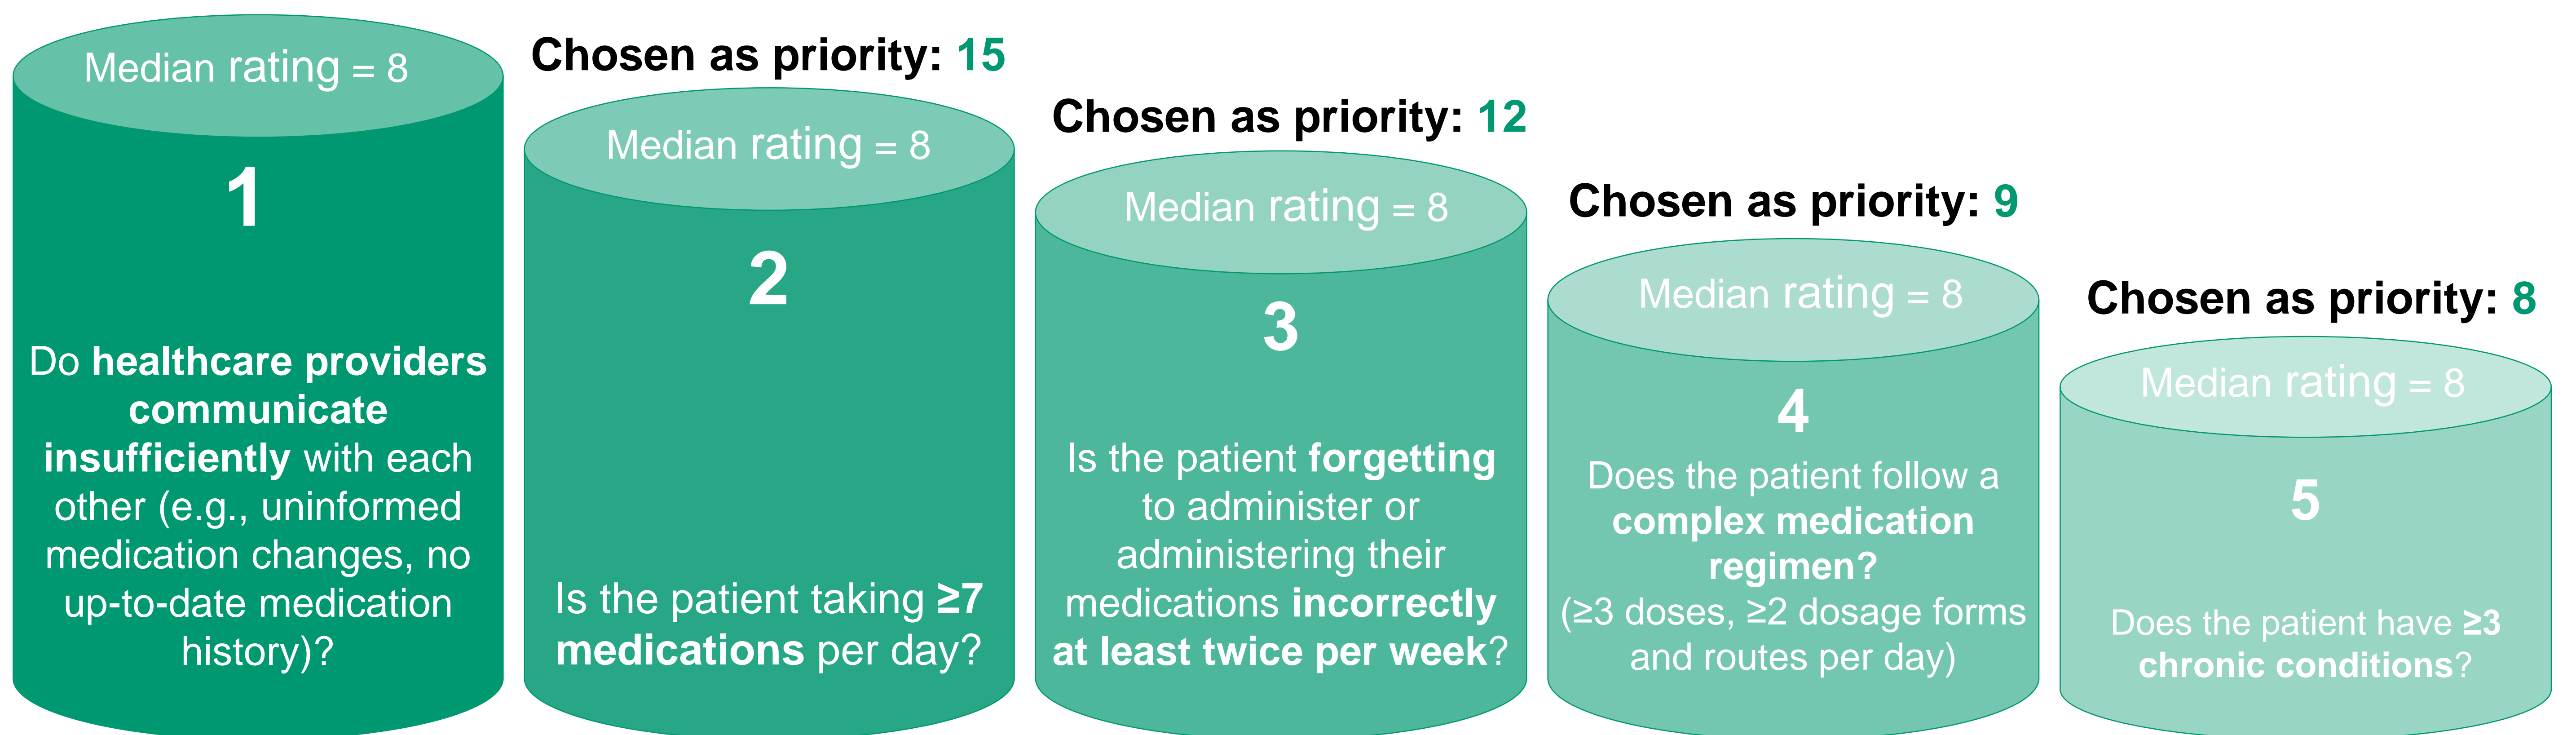 Median rating = 8
1
Do healthcare providers
communicate
insufficiently with each
other (e.g., uninformed
medication changes, no
up-to-date medication
history)?
Chosen as priority: 15
Median rating = 8
2
Is the patient taking ≥7
medications per day?
Chosen as priority: 12
Median rating = 8
3
Is the patient forgetting
to administer or
administering their
medications incorrectly
at least twice per week?
Chosen as priority: 9
Median rating = 8
4
Does the patient follow a
complex medication
regimen?
(≥3 doses, ≥2 dosage forms
and routes per day)
Chosen as priority: 8
Median rating = 8
5
Does the patient have ≥3
chronic conditions?